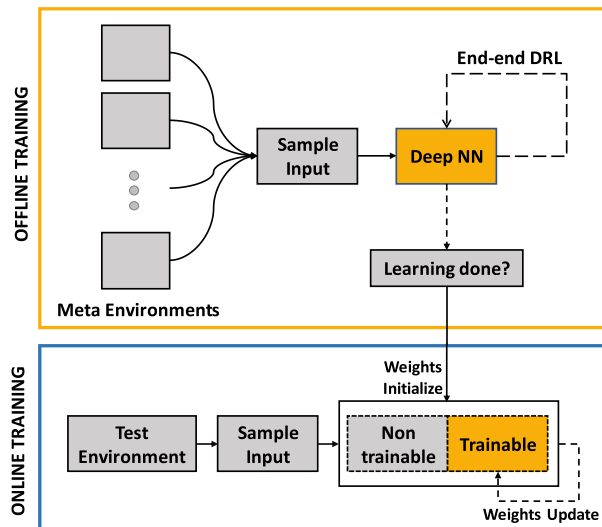 OFFLINE TRAINING
End-end DRL
Sample
Input
Deep NN
Learning done?
Meta Environments
ONLINE TRAINING
Weights
Initialize
Test
Environment
Sample
Input
Non
trainable
Trainable
Weights Update